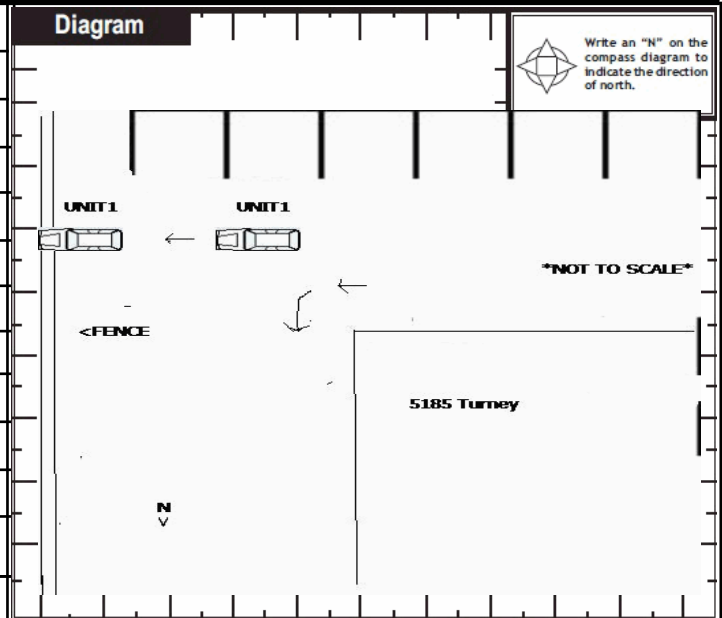 Diagram
Write an “N” on the
compass diagram to
indicate the direction
of north.
UNIT1
UNIT1
*NOT TO SCALE*
<FENCE
5185 Turney
N